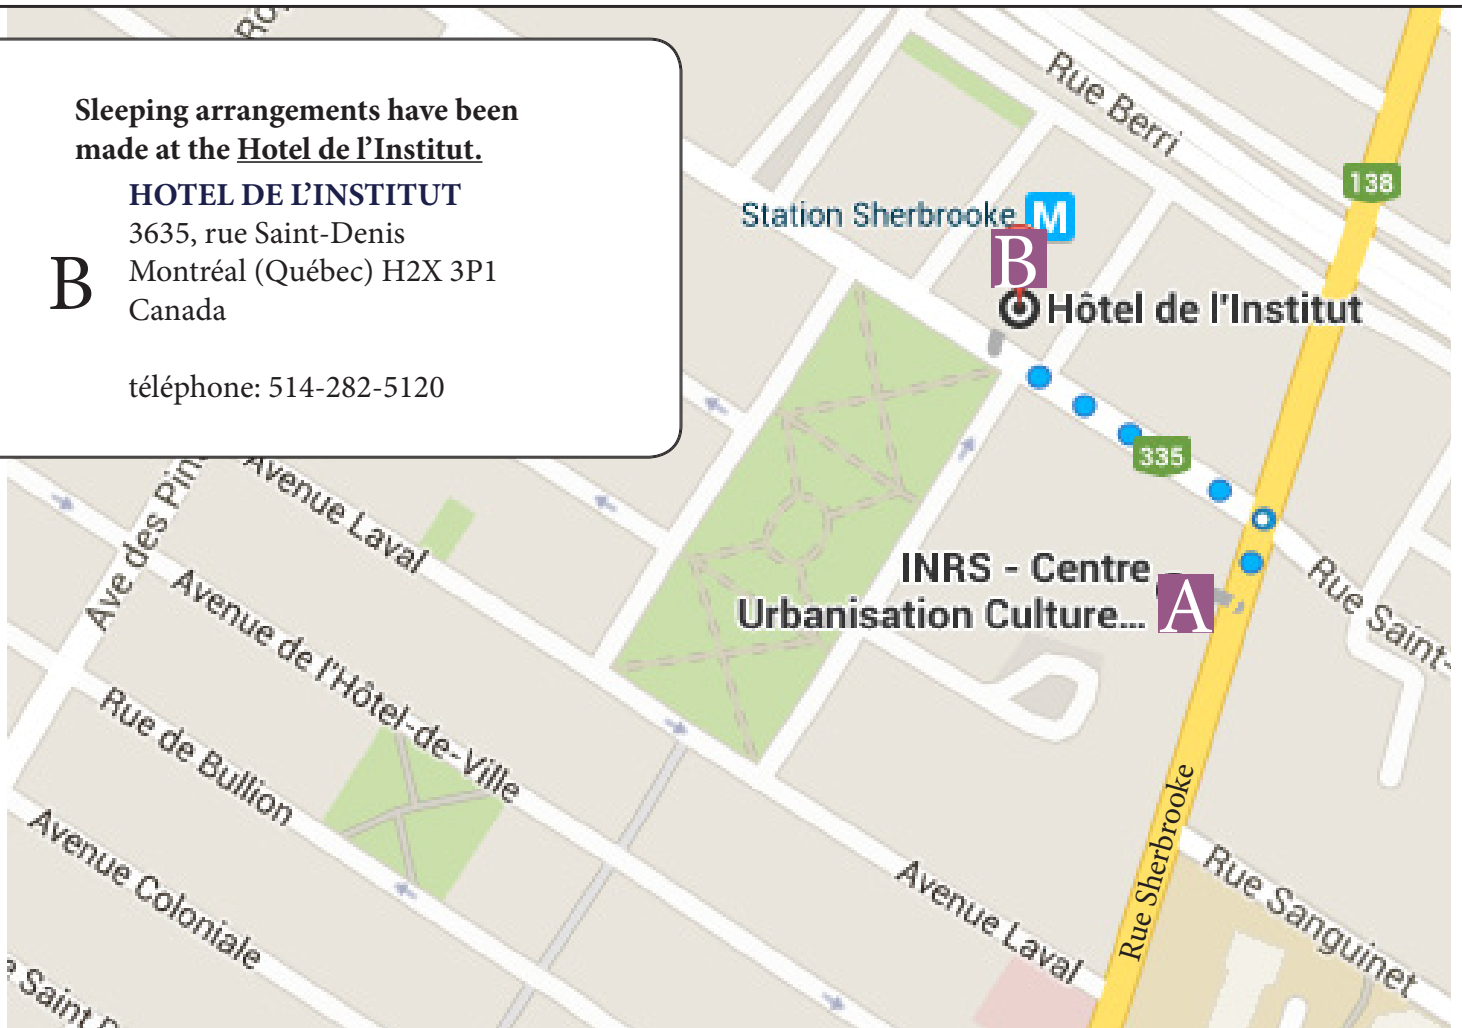 Sleeping arrangements have been
made at the Hotel de l’Institut.
HOTEL DE L’INSTITUT
3635, rue Saint-Denis
B
Montréal (Québec) H2X 3P1
Canada
téléphone: 514-282-5120
Rue Berri
138
Station Sherbrooke M
B
Hôtel de l'Institut
335
INRS - Centre
Urbanisation Culture...
A
Rue Saint-
Avenue Laval
Ave des Pin
Avenue de l'Hôtel-de-Ville
Rue de Bullion
Avenue Coloniale
Rue Sherbrooke
Rue Sanguinet
Avenue Laval
Saint